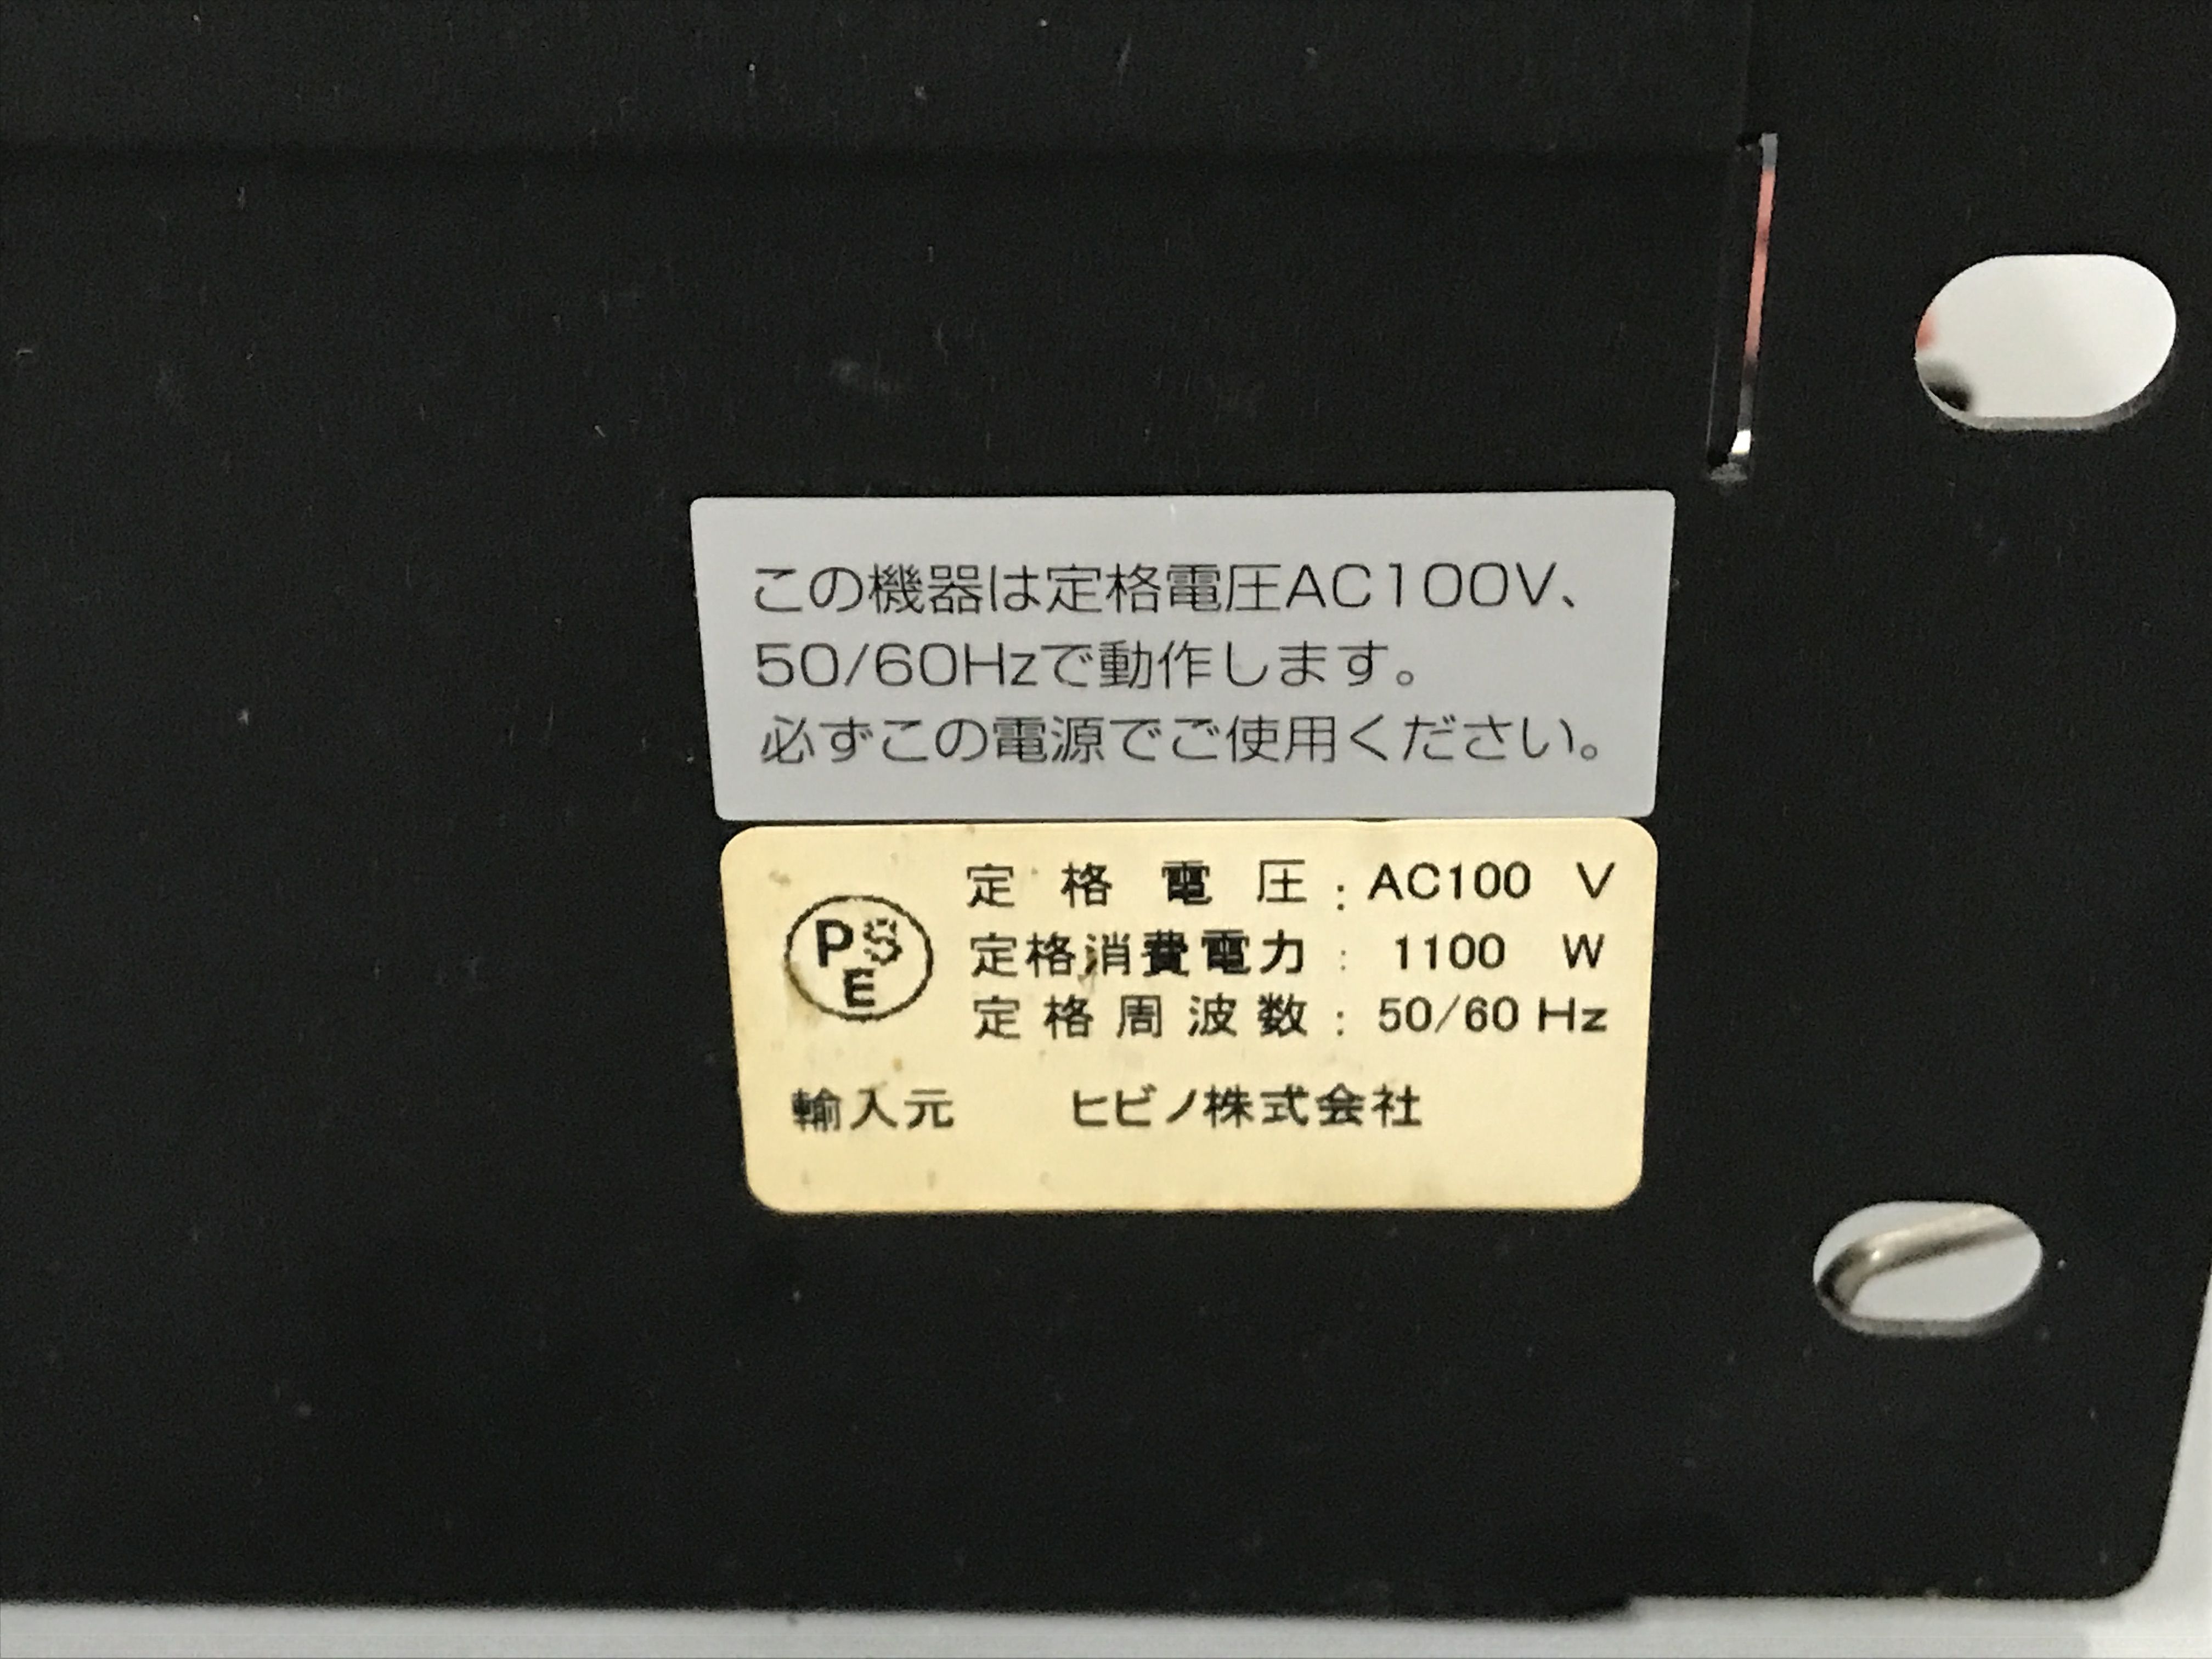 この機器は定格電圧AC100V、
50/60Hzで動作します。
必ずこの電源でご使用ください。
PS
E
定格電圧：AC100 V
定格消費電力：1100 W
定格周波数：50/60 Hz
輸入元 ヒビノ株式会社